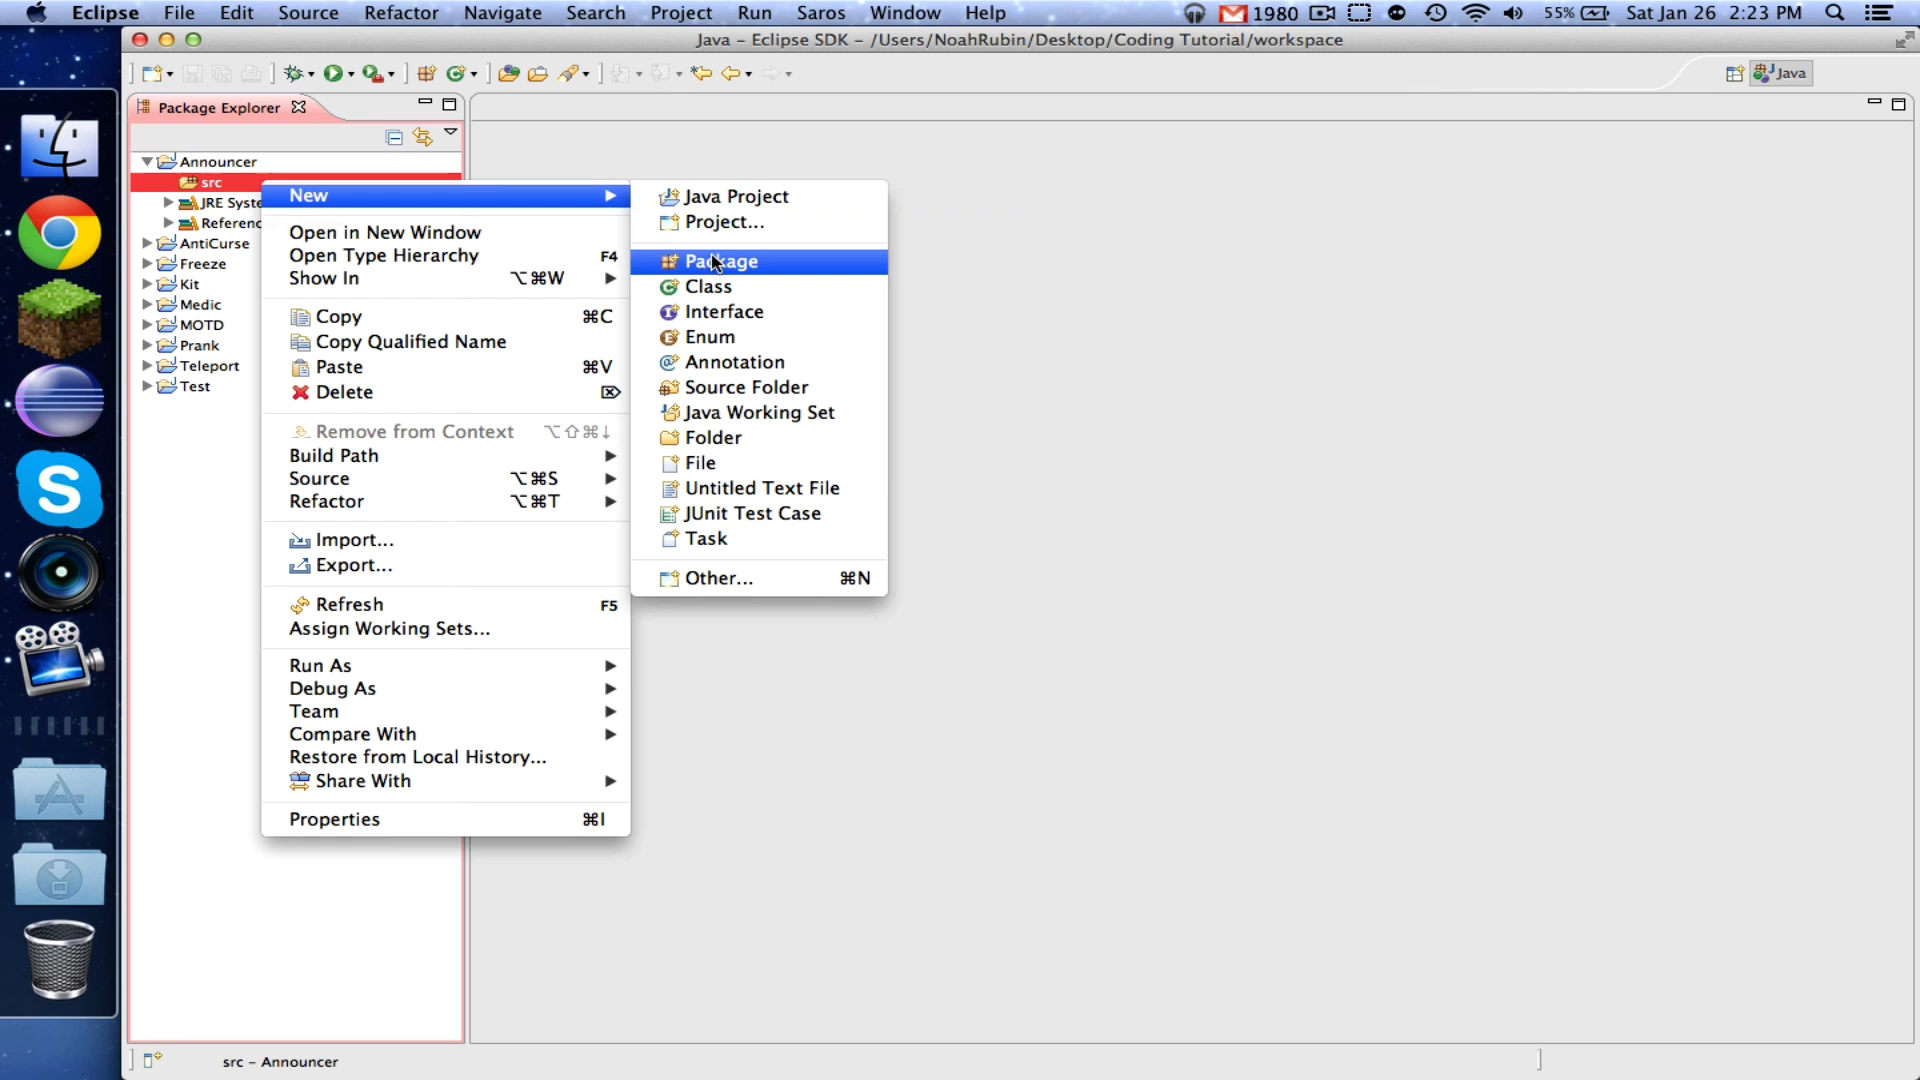 Eclipse File Edit Source Refactor Navigate Search Project Run Saros Window Help 1980 55% Sat Jan 26 2:23 PM
Java – Eclipse SDK – /Users/NoahRubin/Desktop/Coding Tutorial/workspace
Java
Package Explorer
Announcer
src
JRE Syste
Referenc
AntiCurse
Freeze
Kit
Medic
MOTD
Prank
Teleport
Test
New
Open in New Window
Open Type Hierarchy F4
Show In ⌥⌘W
Copy ⌘C
Copy Qualified Name
Paste ⌘V
Delete ⌦
Remove from Context ⌥⇧⌘↓
Build Path
Source ⌥⌘S
Refactor ⌥⌘T
Import...
Export...
Refresh F5
Assign Working Sets...
Run As
Debug As
Team
Compare With
Restore from Local History...
Share With
Properties ⌘I
Java Project
Project...
Package
Class
Interface
Enum
Annotation
Source Folder
Java Working Set
Folder
File
Untitled Text File
JUnit Test Case
Task
Other... ⌘N
src – Announcer